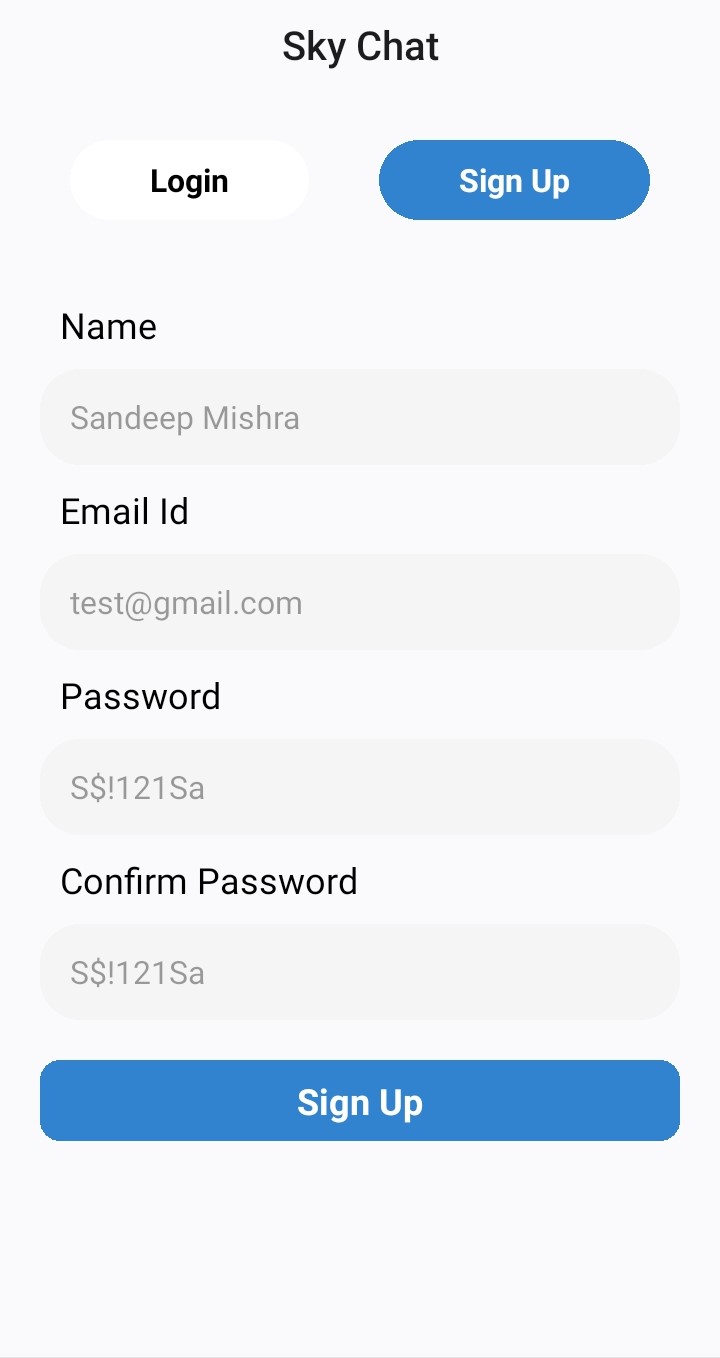 Sky Chat
Login
Sign Up
Name
Sandeep Mishra
Email Id
test@gmail.com
Password
S$!121Sa
Confirm Password
S$!121Sa
Sign Up